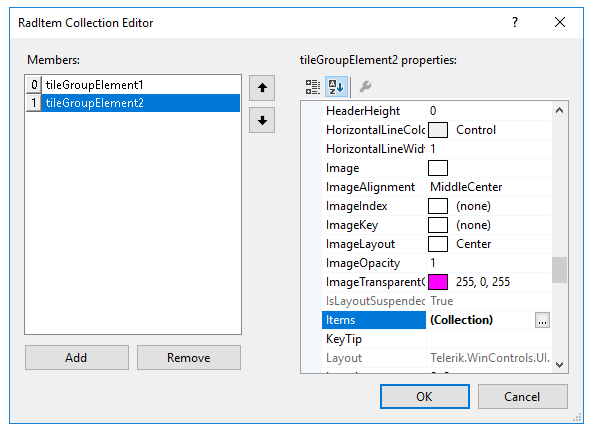 RadItem Collection Editor
?
Members:
0 tileGroupElement1
1 tileGroupElement2
Add
Remove
tileGroupElement2 properties:
HeaderHeight 0
HorizontalLineColo Control
HorizontalLineWidt 1
Image
ImageAlignment MiddleCenter
ImageIndex (none)
ImageKey (none)
ImageLayout Center
ImageOpacity 1
ImageTransparentC 255, 0, 255
IsLayoutSuspended True
Items (Collection) ...
KeyTip
Layout Telerik.WinControls.UI.
OK
Cancel